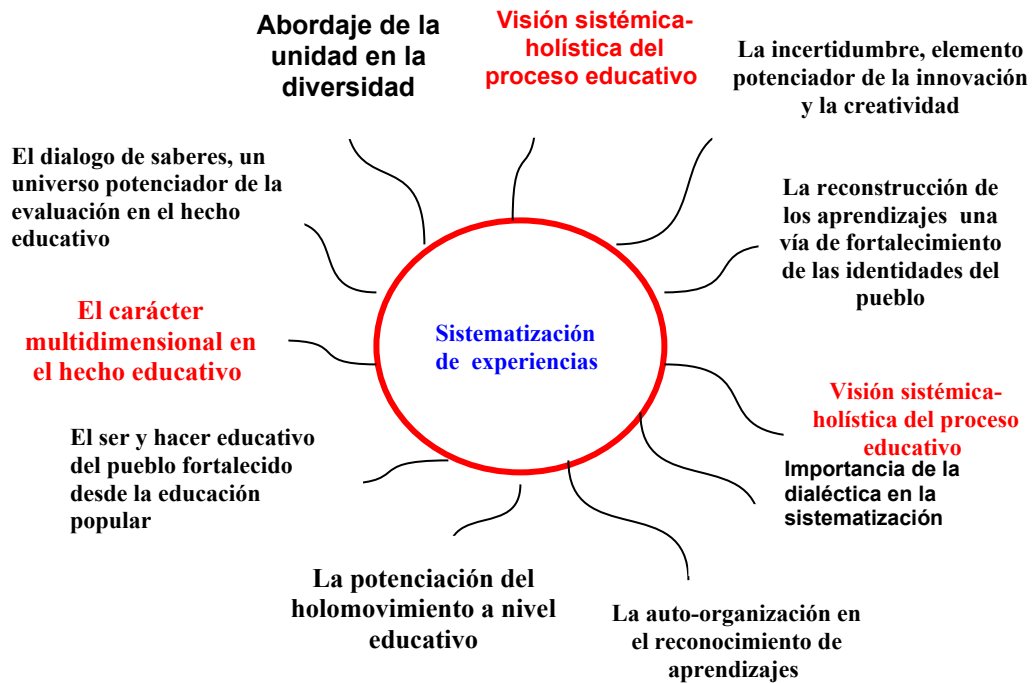 Abordaje de la
unidad en la
diversidad
Visión sistémica-
holística del
proceso educativo
La incertidumbre, elemento
potenciador de la innovación
y la creatividad
El dialogo de saberes, un
universo potenciador de la
evaluación en el hecho
educativo
La reconstrucción de
los aprendizajes una
vía de fortalecimiento
de las identidades del
pueblo
El carácter
multidimensional en
el hecho educativo
Sistematización
de experiencias
Visión sistémica-
holística del proceso
educativo
Importancia de la
dialéctica en la
sistematización
El ser y hacer educativo
del pueblo fortalecido
desde la educación
popular
La potenciación del
holomovimiento a nivel
educativo
La auto-organización en
el reconocimiento de
aprendizajes